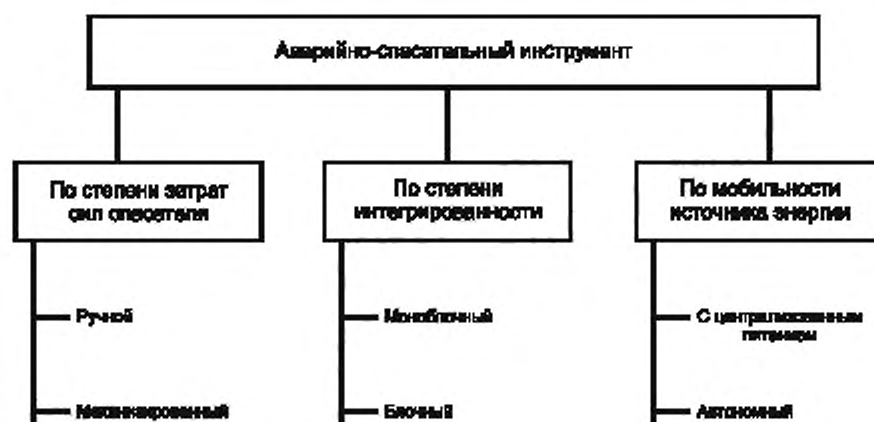 Аварийно-спасательный инструмент
По степени затрат
сил спасателя
По степени
интегрированности
По мобильности
источника энергии
Ручной
Моноблочный
С централизованным
питанием
Механизированный
Блочный
Автономный